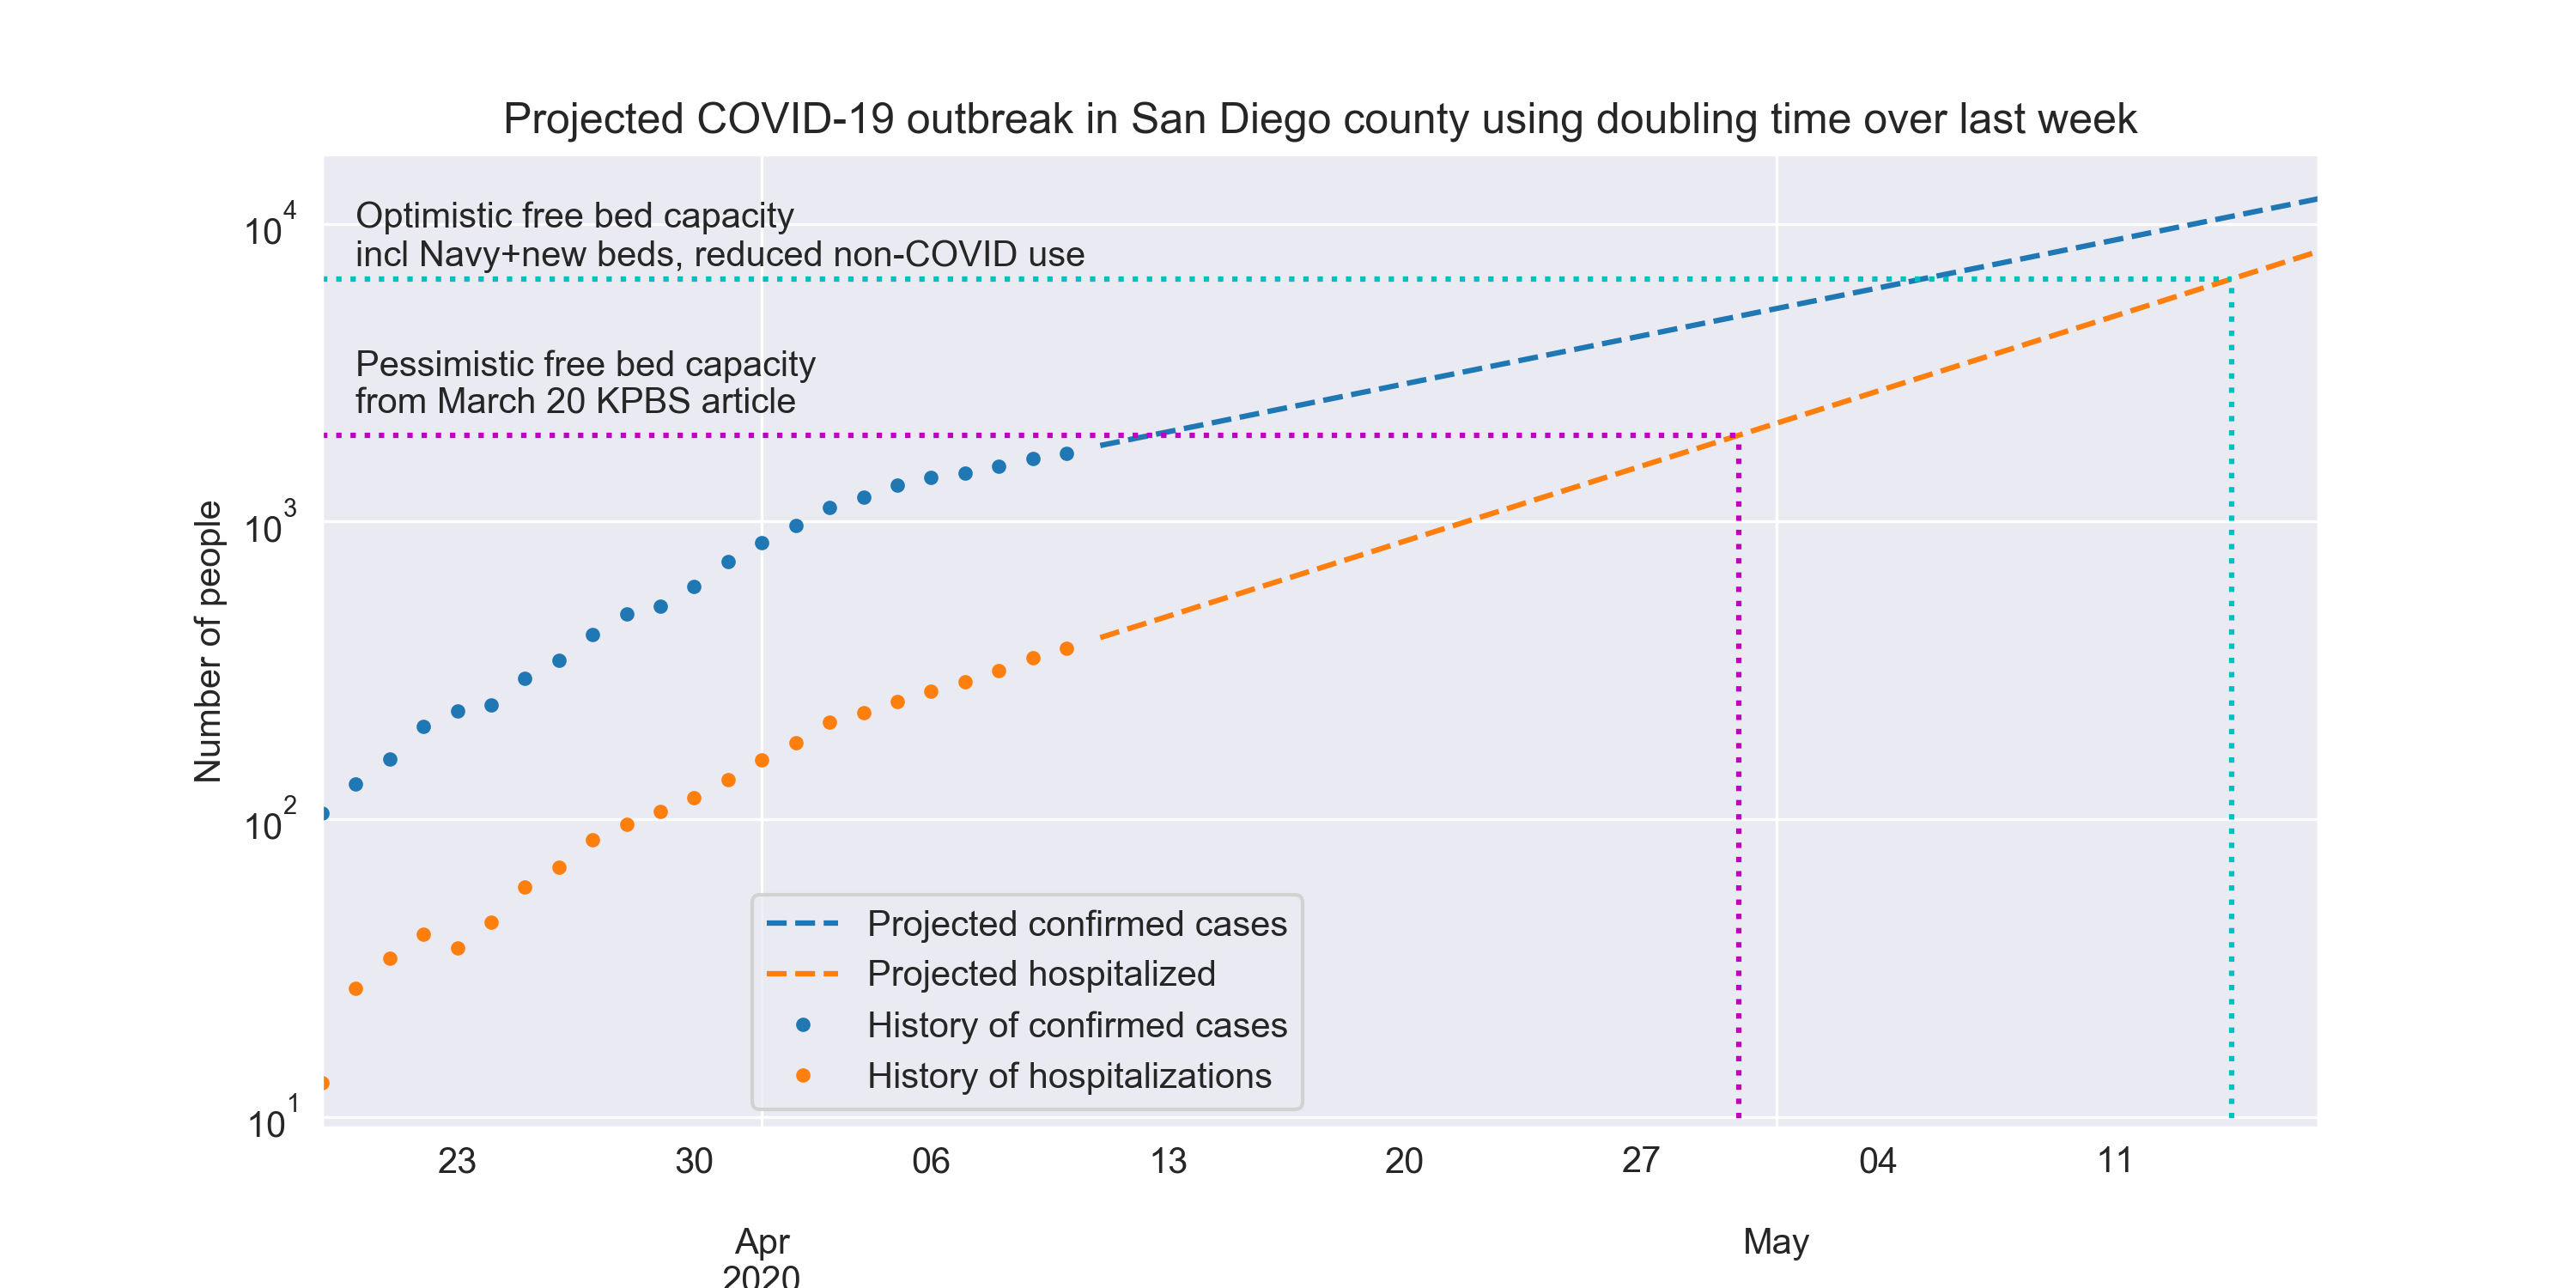 Projected COVID-19 outbreak in San Diego county using doubling time over last week
Optimistic free bed capacity
incl Navy+new beds, reduced non-COVID use
Pessimistic free bed capacity
from March 20 KPBS article
Number of people
10^4
10^3
10^2
10^1
Projected confirmed cases
Projected hospitalized
History of confirmed cases
History of hospitalizations
23 30 06 13 20 27 04 11
Apr May
2020